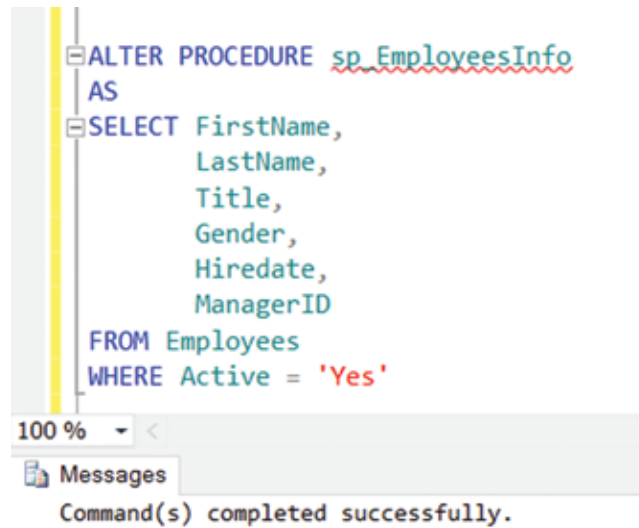 ALTER PROCEDURE sp_EmployeesInfo
AS
SELECT FirstName,
LastName,
Title,
Gender,
Hiredate,
ManagerID
FROM Employees
WHERE Active = 'Yes'
100 %
Messages
Command(s) completed successfully.